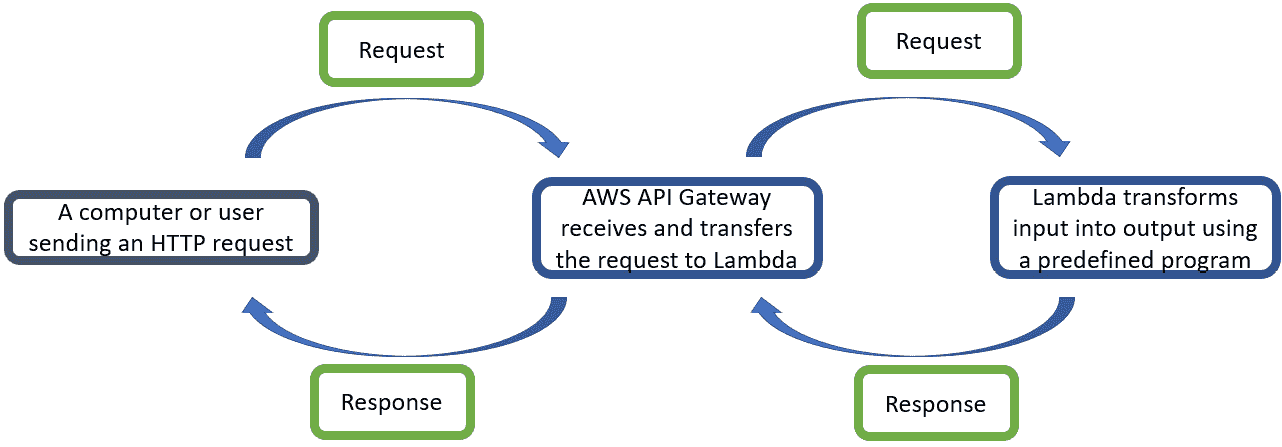 Request
Request
A computer or user
sending an HTTP request
AWS API Gateway
receives and transfers
the request to Lambda
Lambda transforms
input into output using
a predefined program
Response
Response